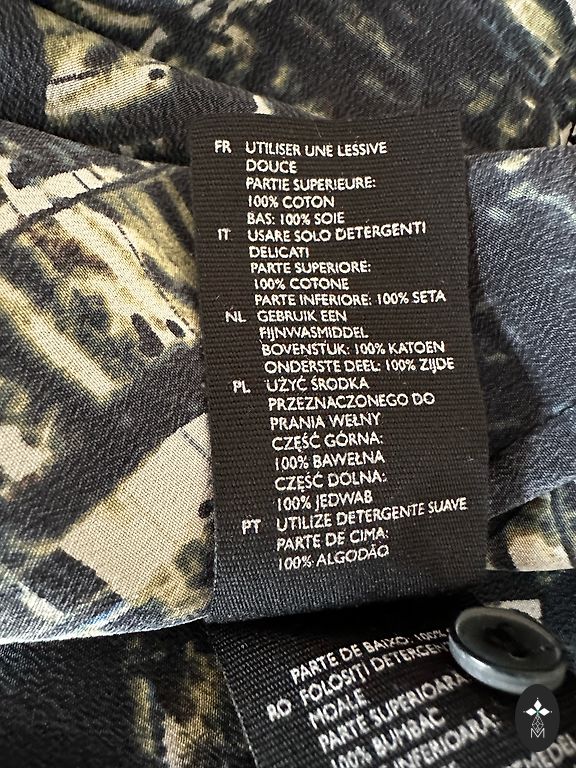 FR UTILISER UNE LESSIVE
DOUCE
PARTIE SUPERIEURE:
100% COTON
BAS: 100% SOIE
IT USARE SOLO DETERGENTI
DELICATI
PARTE SUPERIORE:
100% COTONE
PARTE INFERIORE: 100% SETA
NL GEBRUIK EEN
FIJNWASMIDDEL
BOVENSTUK: 100% KATOEN
ONDERSTE DEEL: 100% ZIJDE
PL UŻYĆ ŚRODKA
PRZEZNACZONEGO DO
PRANIA WEŁNY
CZĘŚĆ GÓRNA:
100% BAWEŁNA
CZĘŚĆ DOLNA:
100% JEDWAB
PT UTILIZE DETERGENTE SUAVE
PARTE DE CIMA:
100% ALGODÃO
PARTE DE BAIXO: 100%
RO FOLOSIȚI DETERGENT
MOALE
PARTE SUPERIOARĂ
100% BUMBAC
INFERIOARĂ:
M